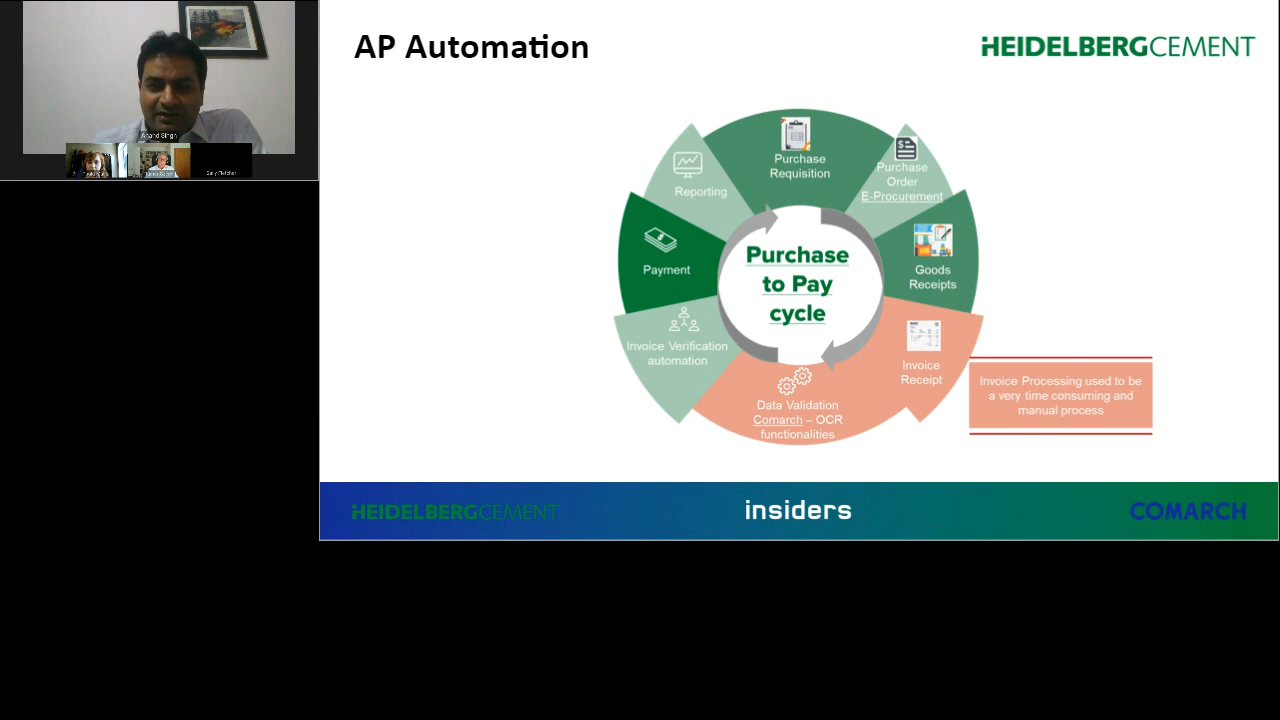 AP Automation
HEIDELBERGCEMENT
Anand Singh
Sally Fletcher
Purchase
Requisition
Purchase
Order
E-Procurement
Reporting
Goods
Receipts
Payment
Purchase
to Pay
cycle
Invoice Verification
automation
Invoice
Receipt
Data Validation
Comarch – OCR
functionalities
Invoice Processing used to be
a very time consuming and
manual process
HEIDELBERGCEMENT
insiders
COMARCH